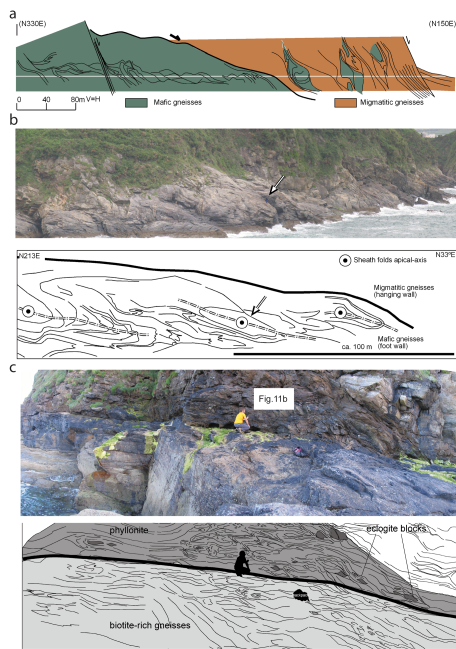 a
(N330E)
(N150E)
0 40 80m V=H
Mafic gneisses
Migmatitic gneisses
b
N213E
N33ºE
Sheath folds apical-axis
Migmatitic gneisses
(hanging wall)
Mafic gneisses
(foot wall)
ca. 100 m
c
Fig.11b
phyllonite
eclogite blocks
biotite-rich gneisses